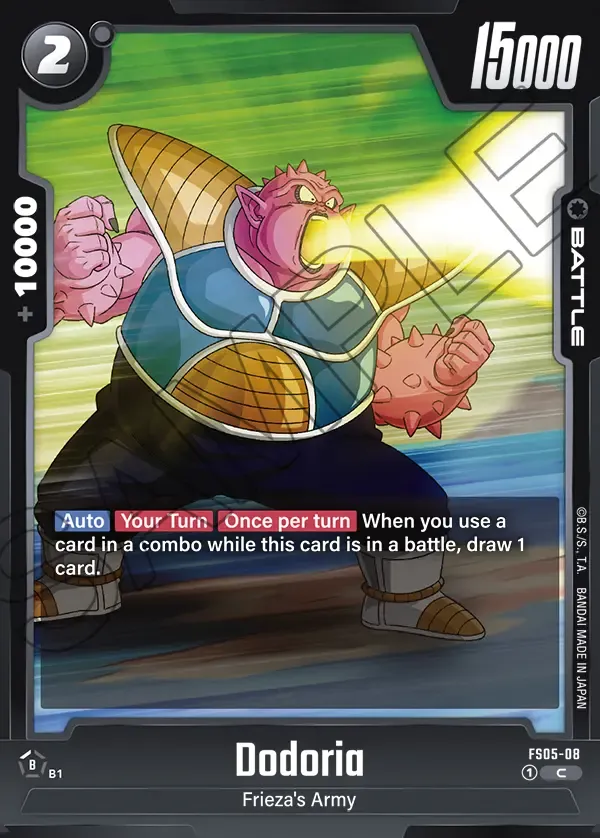 2
15000
+ 10000
BATTLE
SAMPLE
Auto Your Turn Once per turn When you use a
card in a combo while this card is in a battle, draw 1
card.
©B.S./S., T.A. BANDAI MADE IN JAPAN
B
B1
Dodoria
FS05-08
1 C
Frieza's Army